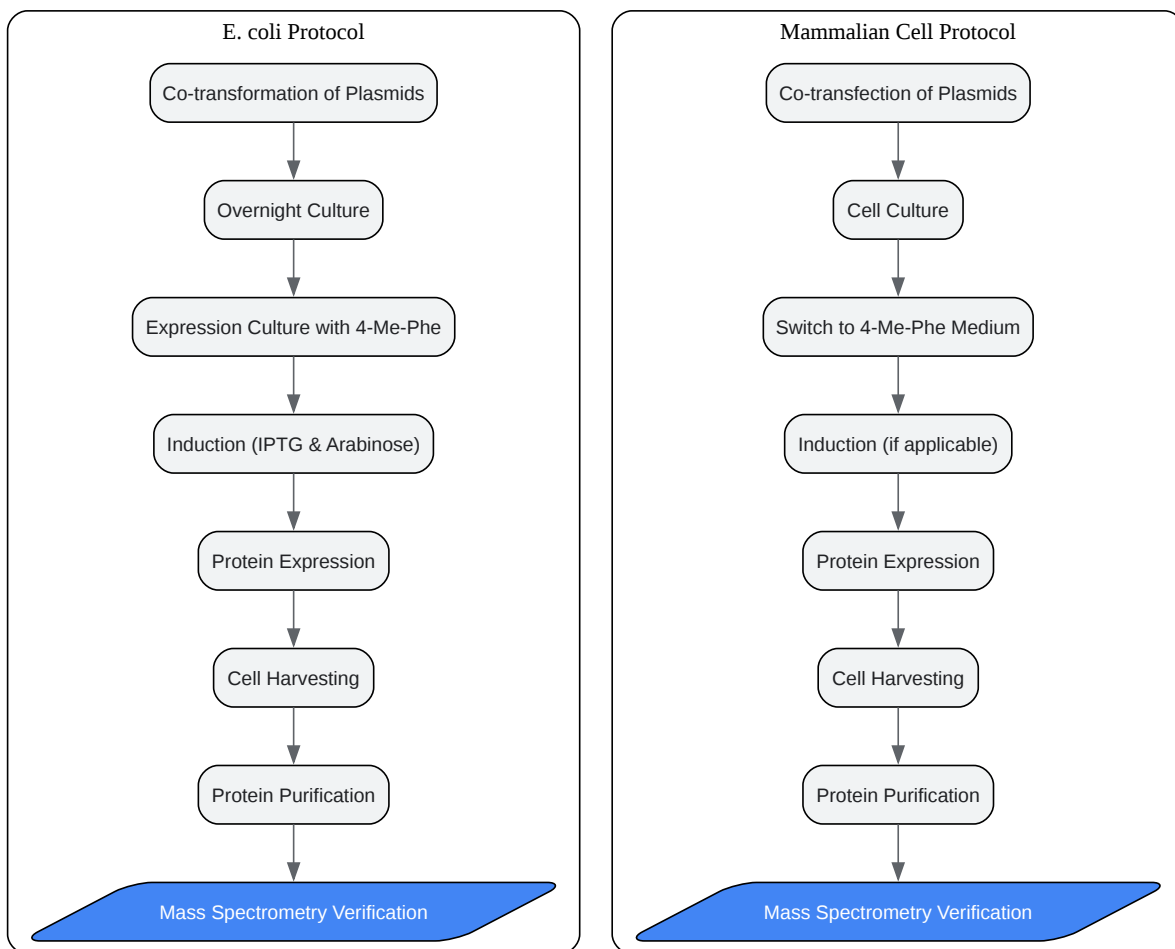 E. coli Protocol
Co-transformation of Plasmids
Overnight Culture
Expression Culture with 4-Me-Phe
Induction (IPTG & Arabinose)
Protein Expression
Cell Harvesting
Protein Purification
Mass Spectrometry Verification
Mammalian Cell Protocol
Co-transfection of Plasmids
Cell Culture
Switch to 4-Me-Phe Medium
Induction (if applicable)
Protein Expression
Cell Harvesting
Protein Purification
Mass Spectrometry Verification